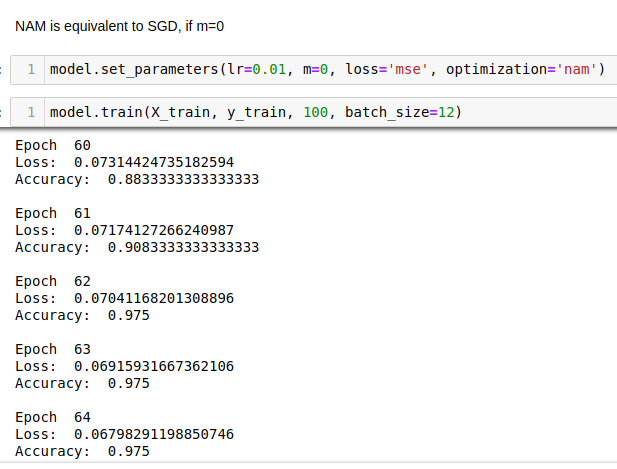 NAM is equivalent to SGD, if m=0
: 1 model.set_parameters(lr=0.01, m=0, loss='mse', optimization='nam')
: 1 model.train(X_train, y_train, 100, batch_size=12)
Epoch  60
Loss:  0.07314424735182594
Accuracy:  0.8833333333333333
Epoch  61
Loss:  0.07174127266240987
Accuracy:  0.9083333333333333
Epoch  62
Loss:  0.07041168201308896
Accuracy:  0.975
Epoch  63
Loss:  0.06915931667362106
Accuracy:  0.975
Epoch  64
Loss:  0.06798291198850746
Accuracy:  0.975